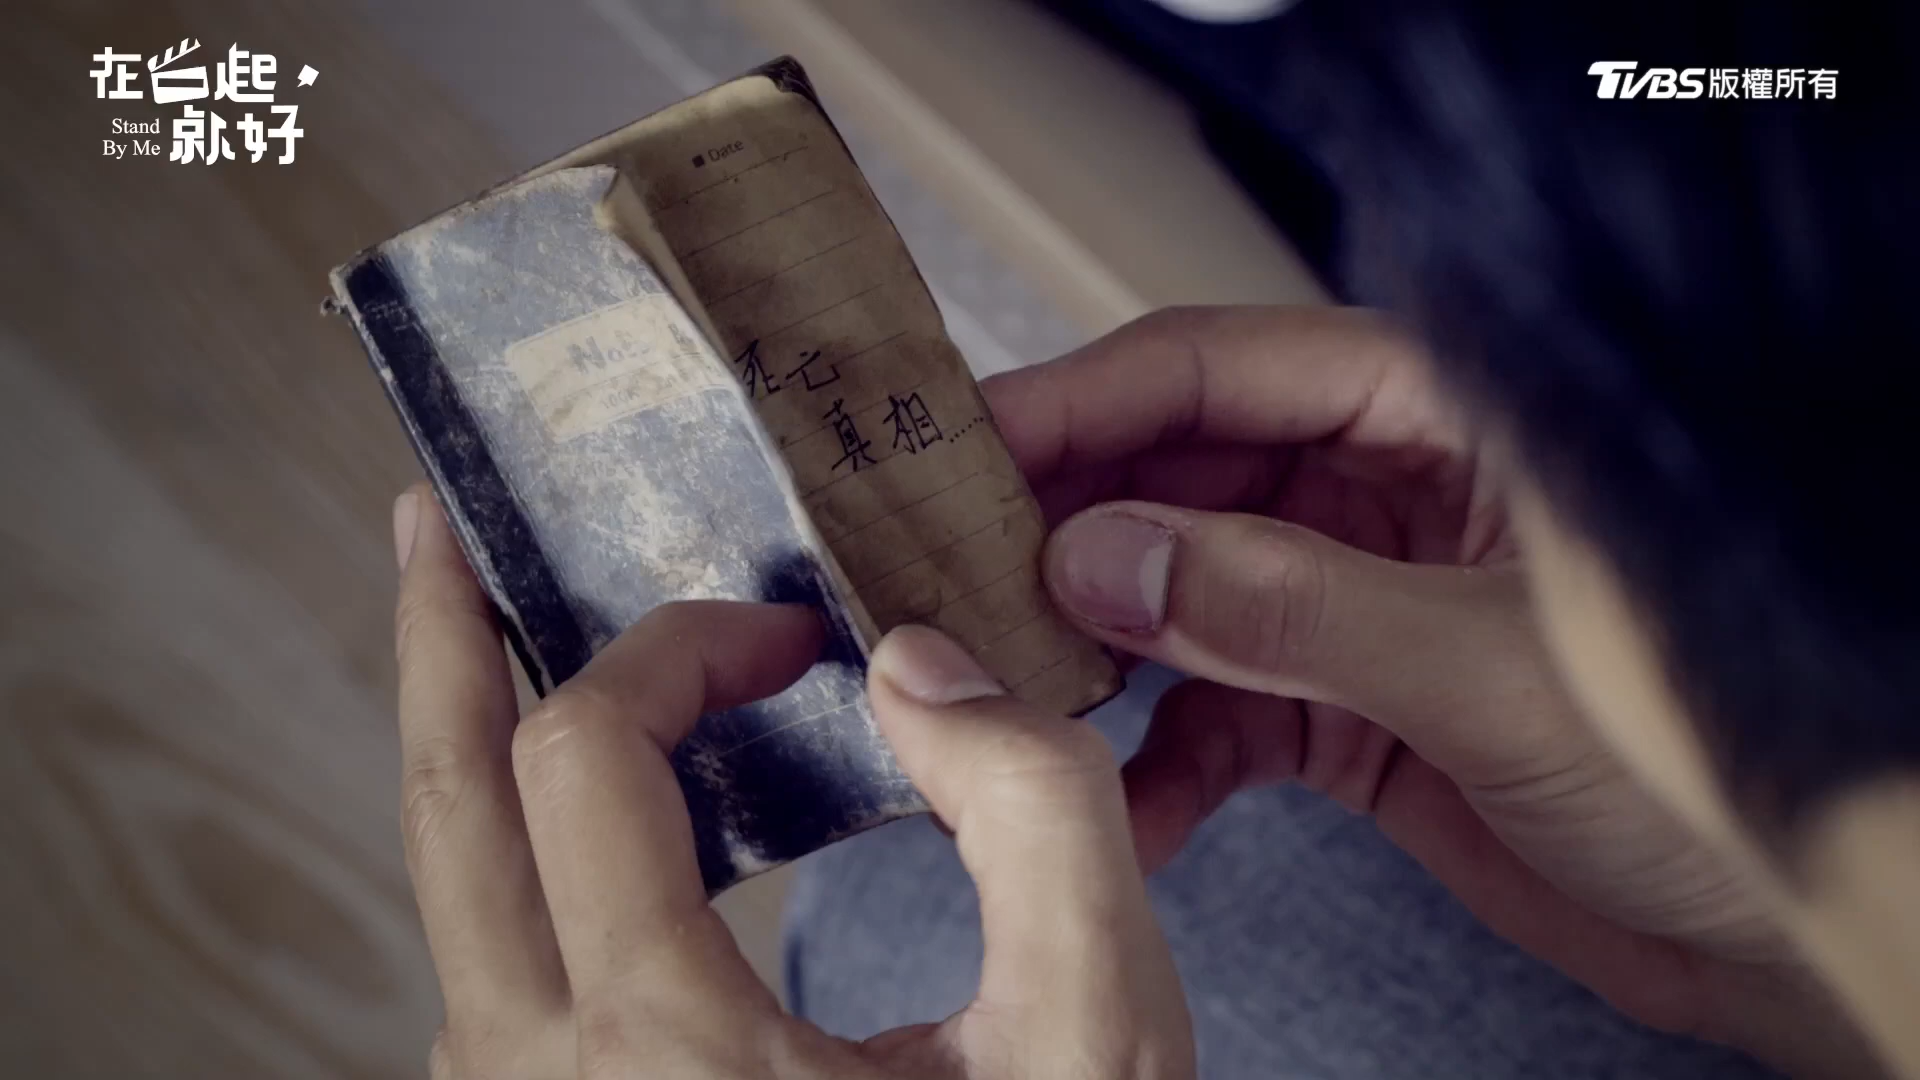 在一起
Stand By Me
就好
TVBS版權所有
Date
死亡
真相......